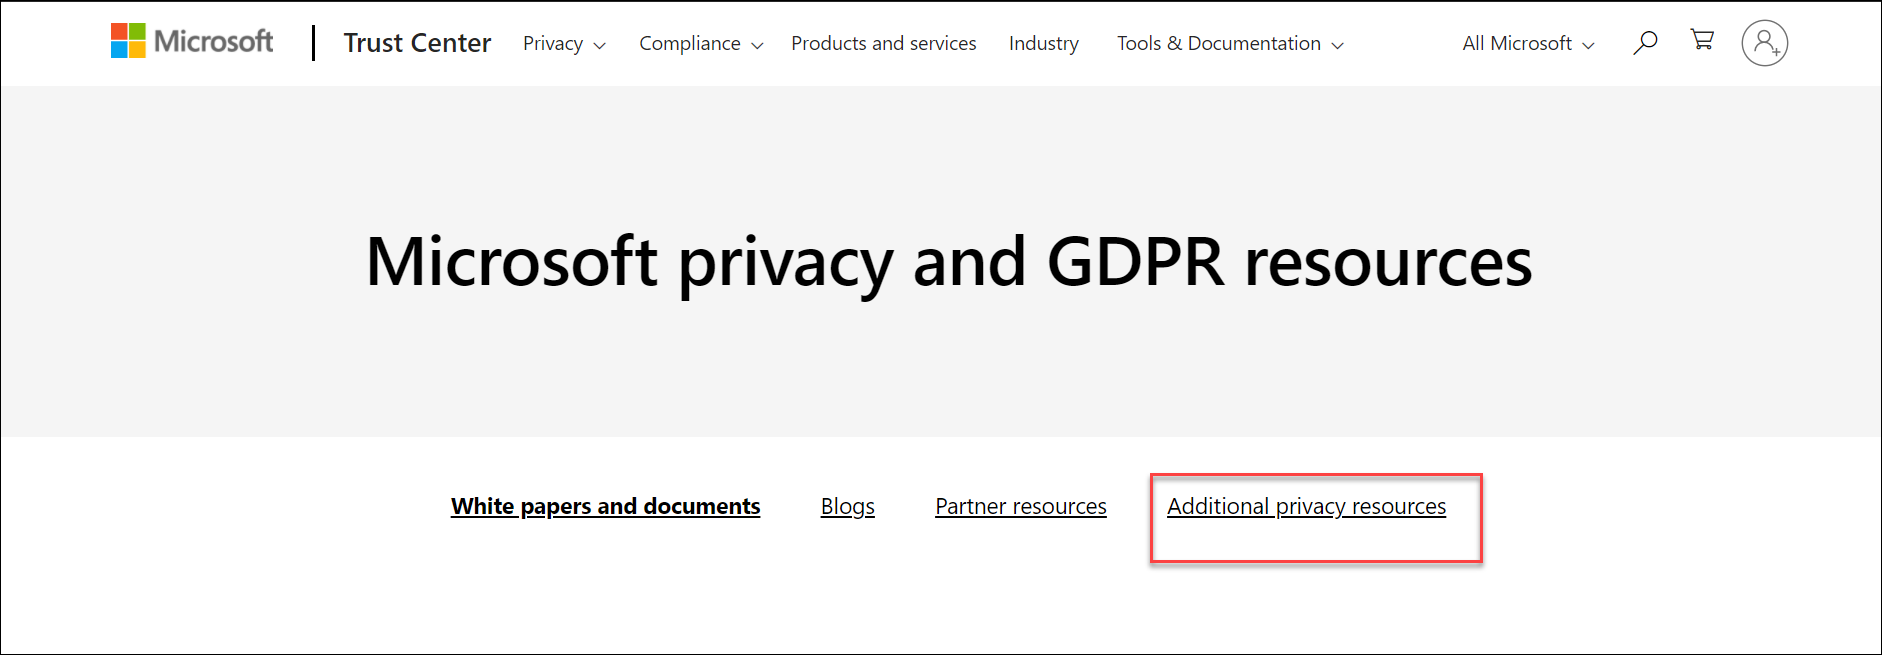 Microsoft Trust Center Privacy Compliance Products and services Industry Tools & Documentation All Microsoft
Microsoft privacy and GDPR resources
White papers and documents Blogs Partner resources Additional privacy resources